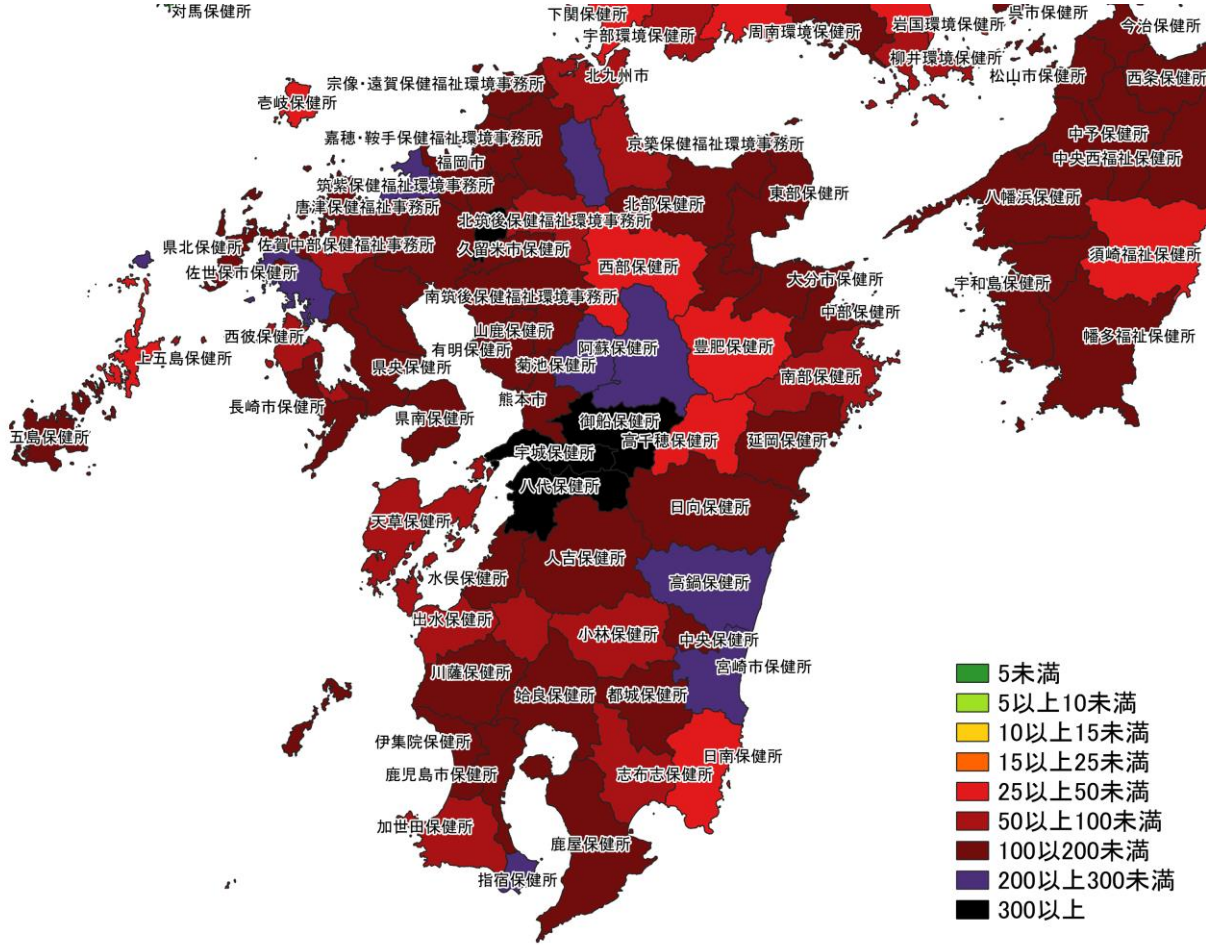 対馬保健所
下関保健所
宇部環境保健所
周南環境保健所
岩国環境保健所
呉市保健所
今治保健所
柳井環境保健所
松山市保健所
西条保健所
北九州市
宗像・遠賀保健福祉環境事務所
壱岐保健所
嘉穂・鞍手保健福祉環境事務所
京築保健福祉環境事務所
中予保健所
中央西福祉保健所
福岡市
筑紫保健福祉環境事務所
東部保健所
八幡浜保健所
唐津保健福祉事務所
北部保健所
北筑後保健福祉環境事務所
県北保健所
佐賀中部保健福祉事務所
久留米市保健所
須崎福祉保健所
佐世保市保健所
西部保健所
大分市保健所
宇和島保健所
南筑後保健福祉環境事務所
中部保健所
西彼保健所
山鹿保健所
幡多福祉保健所
上五島保健所
有明保健所
阿蘇保健所
豊肥保健所
県央保健所
菊池保健所
南部保健所
長崎市保健所
県南保健所
熊本市
御船保健所
五島保健所
高千穂保健所
延岡保健所
宇城保健所
八代保健所
日向保健所
天草保健所
人吉保健所
水俣保健所
高鍋保健所
出水保健所
小林保健所
中央保健所
宮崎市保健所
川薩保健所
姶良保健所
都城保健所
伊集院保健所
日南保健所
鹿児島市保健所
志布志保健所
加世田保健所
鹿屋保健所
指宿保健所
5未満
5以上10未満
10以上15未満
15以上25未満
25以上50未満
50以上100未満
100以200未満
200以上300未満
300以上